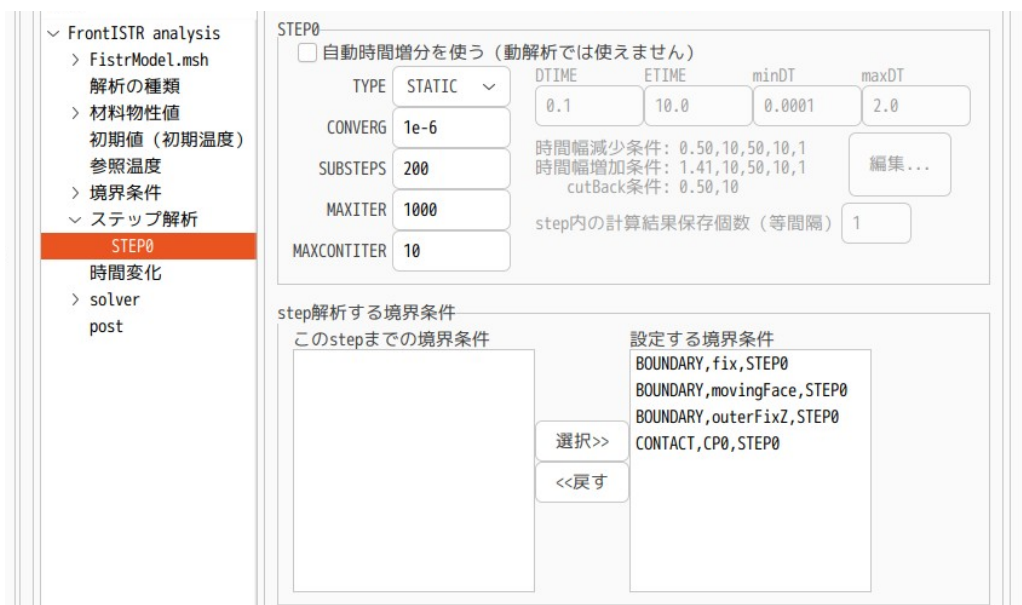 FrontISTR analysis
FistrModel.msh
解析の種類
材料物性値
初期値（初期温度）
参照温度
境界条件
ステップ解析
STEP0
時間変化
solver
post
STEP0
自動時間増分を使う（動解析では使えません）
TYPE STATIC
CONVERG 1e-6
SUBSTEPS 200
MAXITER 1000
MAXCONTITER 10
DTIME ETIME minDT maxDT
0.1 10.0 0.0001 2.0
時間幅減少条件: 0.50,10,50,10,1
時間幅増加条件: 1.41,10,50,10,1
cutBack条件: 0.50,10
編集...
step内の計算結果保存個数（等間隔） 1
step解析する境界条件
このstepまでの境界条件
選択>>
<<戻す
設定する境界条件
BOUNDARY,fix,STEP0
BOUNDARY,movingFace,STEP0
BOUNDARY,outerFixZ,STEP0
CONTACT,CP0,STEP0